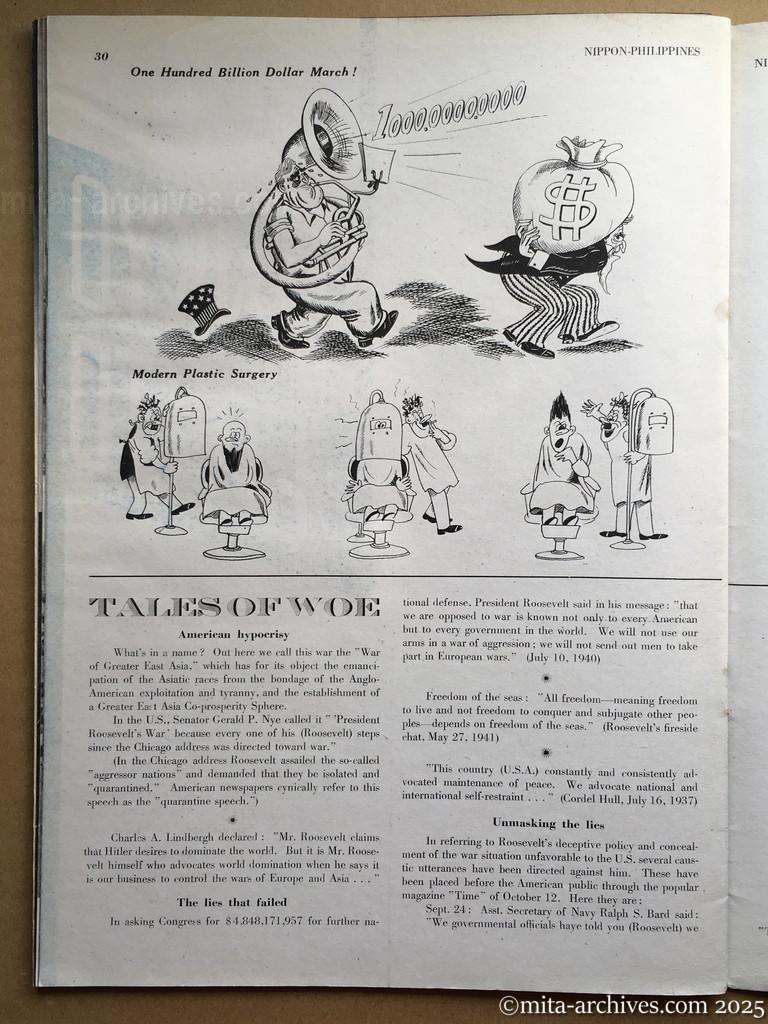 30
NIPPON-PHILIPPINES
One Hundred Billion Dollar March !
1000.000.00000
$
Modern Plastic Surgery
TALES OF WOE
American hypocrisy
What's in a name? Out here we call this war the "War
of Greater East Asia," which has for its object the emanci-
pation of the Asiatic races from the bondage of the Anglo-
American exploitation and tyranny, and the establishment of
a Greater East Asia Co-prosperity Sphere.
In the U.S., Senator Gerald P. Nye called it " 'President
Roosevelt's War' because every one of his (Roosevelt) steps
since the Chicago address was directed toward war."
(In the Chicago address Roosevelt assailed the so-called
"aggressor nations" and demanded that they be isolated and
"quarantined." American newspapers cynically refer to this
speech as the "quarantine speech.")
*
Charles A. Lindbergh declared : "Mr. Roosevelt claims
that Hitler desires to dominate the world. But it is Mr. Roose-
velt himself who advocates world domination when he says it
is our business to control the wars of Europe and Asia . . . "
The lies that failed
In asking Congress for $4,848,171,957 for further na-
tional defense, President Roosevelt said in his message : "that
we are opposed to war is known not only to every American
but to every government in the world. We will not use our
arms in a war of aggression ; we will not send out men to take
part in European wars." (July 10, 1940)
*
Freedom of the seas : "All freedom—meaning freedom
to live and not freedom to conquer and subjugate other peo-
ples—depends on freedom of the seas." (Roosevelt's fireside
chat, May 27, 1941)
*
"This country (U.S.A.) constantly and consistently ad-
vocated maintenance of peace. We advocate national and
international self-restraint . . . " (Cordel Hull, July 16, 1937)
Unmasking the lies
In referring to Roosevelt's deceptive policy and conceal-
ment of the war situation unfavorable to the U.S. several caus-
tic utterances have been directed against him. These have
been placed before the American public through the popular
magazine "Time" of October 12. Here they are :
Sept. 24 : Asst. Secretary of Navy Ralph S. Bard said :
"We governmental officials have told you (Roosevelt) we
NI
mita-archives.com
©mita-archives.com 2025